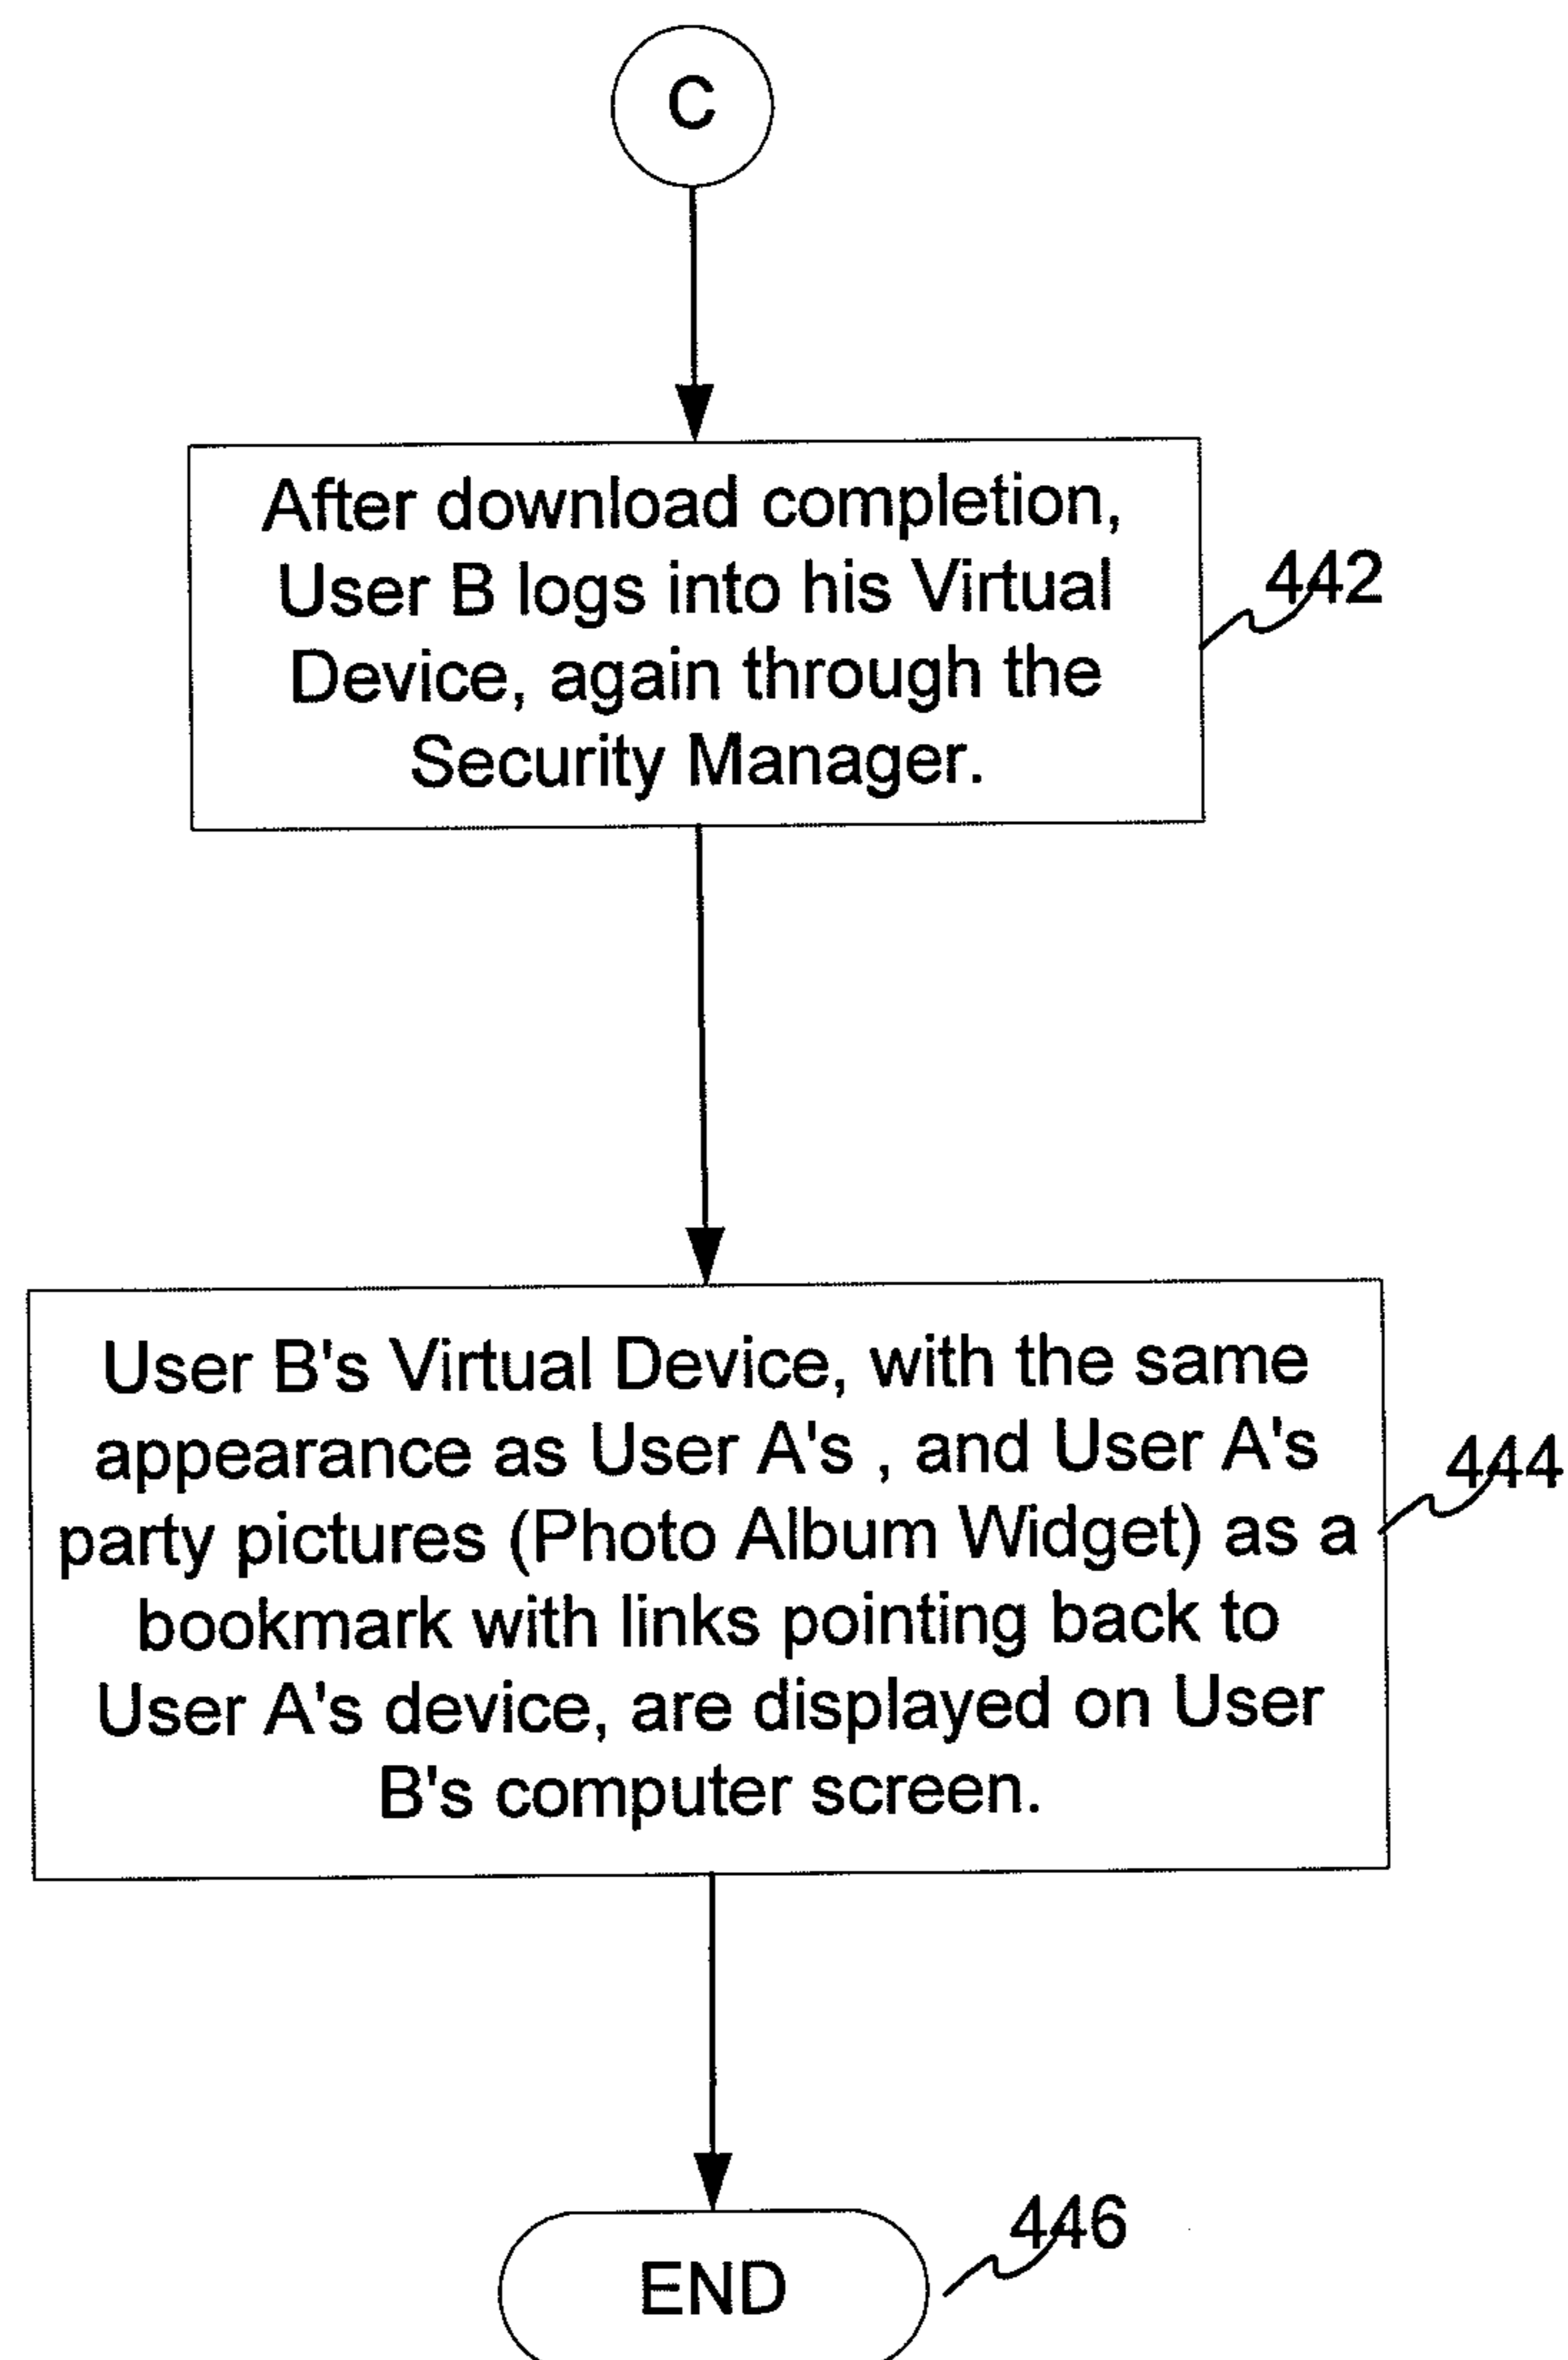 C
After download completion,
User B logs into his Virtual
Device, again through the
Security Manager.
442
User B's Virtual Device, with the same
appearance as User A's , and User A's
party pictures (Photo Album Widget) as a
bookmark with links pointing back to
User A's device, are displayed on User
B's computer screen.
444
END
446